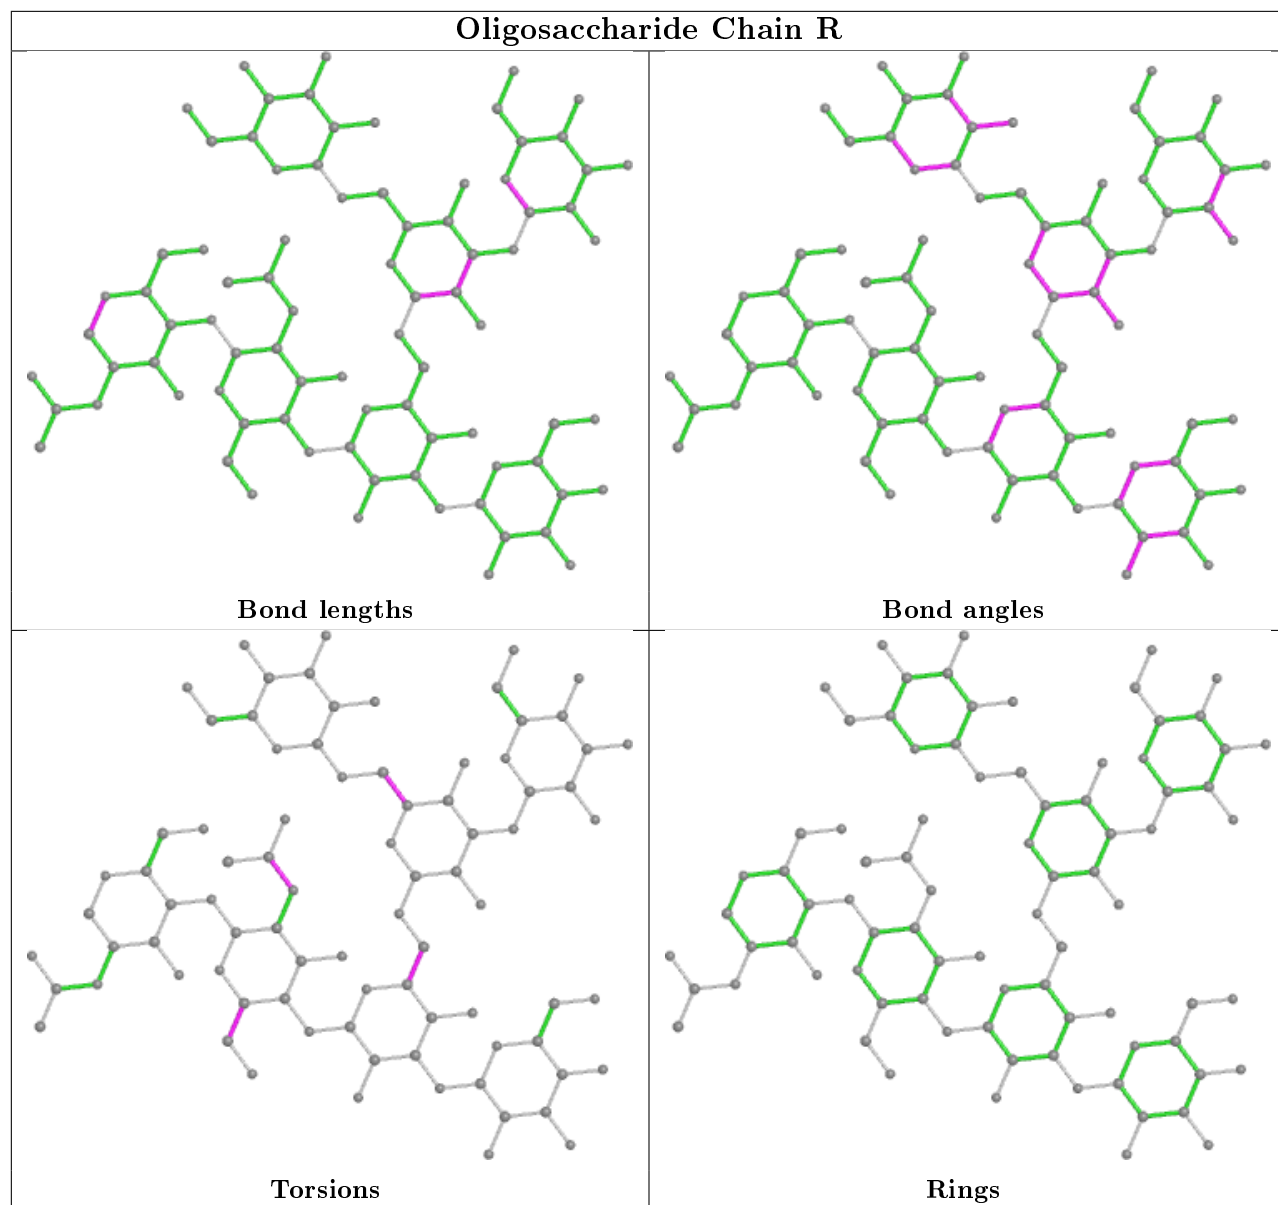 Oligosaccharide Chain R
Bond lengths
Bond angles
Torsions
Rings